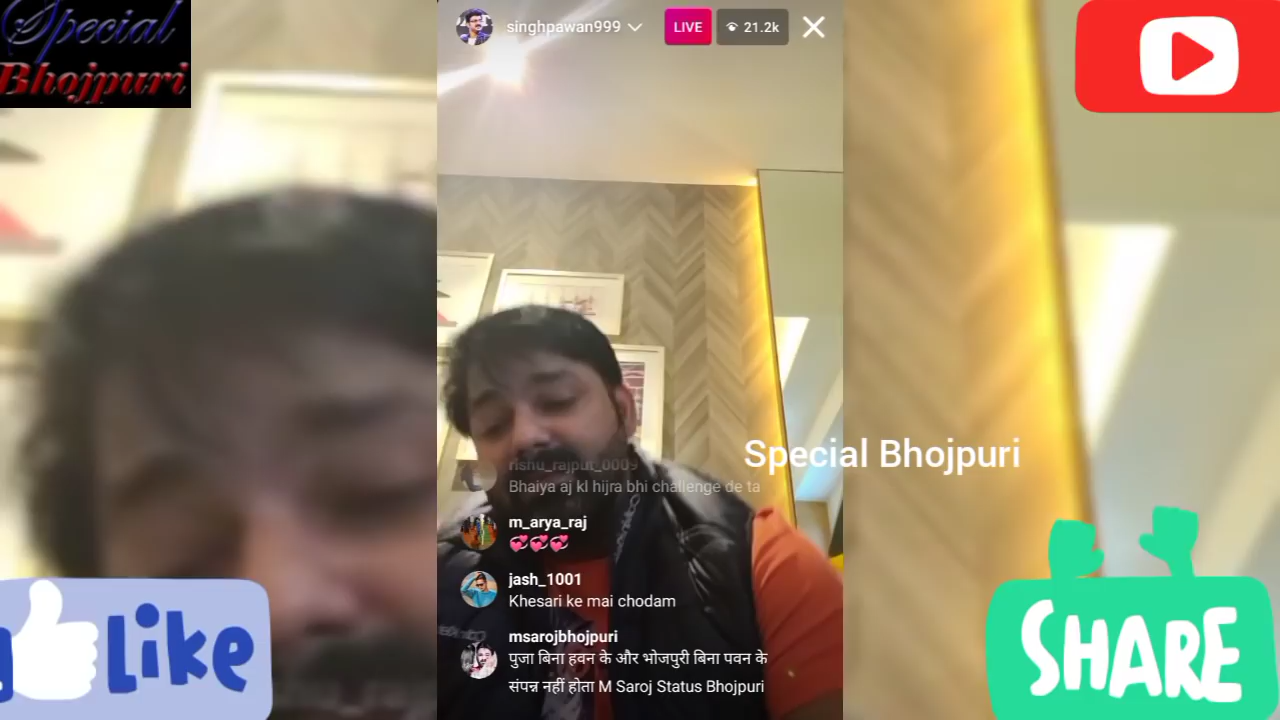 Special
Bhojpuri
singhpawan999
LIVE
21.2k
Special Bhojpuri
rishu_rajput_0009
Bhaiya aj kl hijra bhi challenge de ta
m_arya_raj
💞💞💞
jash_1001
Khesari ke mai chodam
msarojbhojpuri
पुजा बिना हवन के और भोजपुरी बिना पवन के
संपन्न नहीं होता M Saroj Status Bhojpuri
like
SHARE